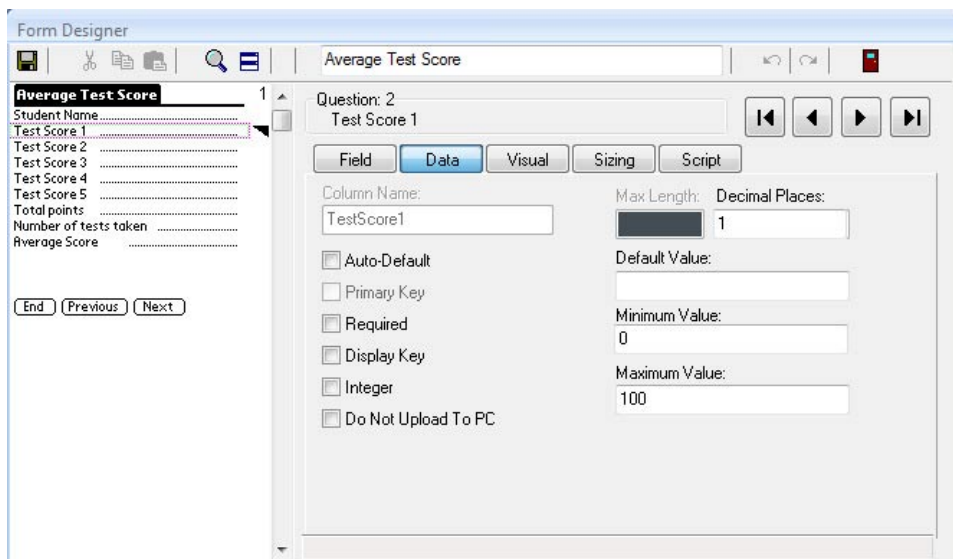 Form Designer
Average Test Score
Average Test Score 1
Student Name
Test Score 1
Test Score 2
Test Score 3
Test Score 4
Test Score 5
Total points
Number of tests taken
Average Score
End Previous Next
Question: 2
Test Score 1
Field Data Visual Sizing Script
Column Name:
TestScore1
Auto-Default
Primary Key
Required
Display Key
Integer
Do Not Upload To PC
Max Length: Decimal Places:
1
Default Value:
Minimum Value:
0
Maximum Value:
100